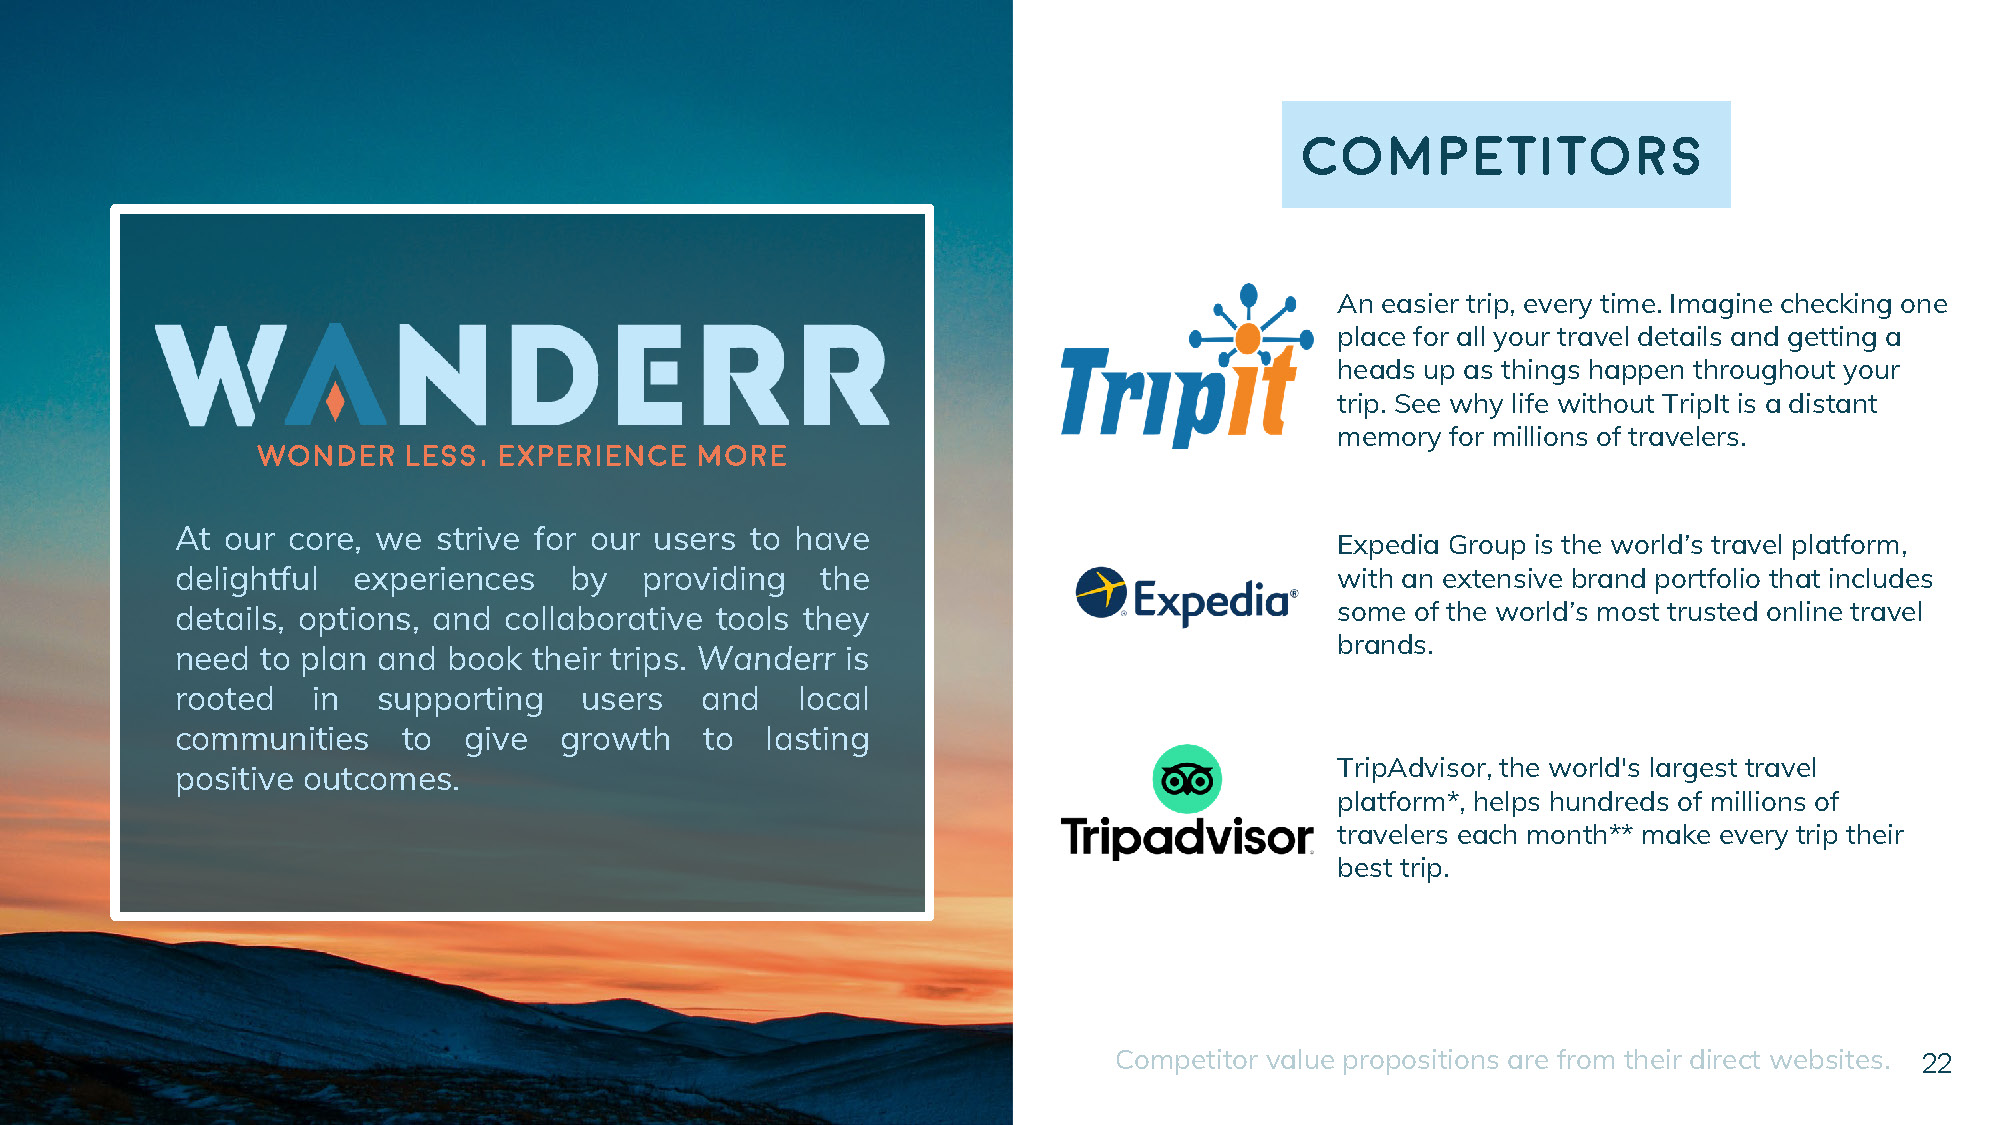 WANDERR
WONDER LESS. EXPERIENCE MORE
At our core, we strive for our users to have
delightful experiences by providing the
details, options, and collaborative tools they
need to plan and book their trips. Wanderr is
rooted in supporting users and local
communities to give growth to lasting
positive outcomes.
COMPETITORS
TripIt
An easier trip, every time. Imagine checking one
place for all your travel details and getting a
heads up as things happen throughout your
trip. See why life without TripIt is a distant
memory for millions of travelers.
Expedia®
Expedia Group is the world’s travel platform,
with an extensive brand portfolio that includes
some of the world’s most trusted online travel
brands.
Tripadvisor
TripAdvisor, the world's largest travel
platform*, helps hundreds of millions of
travelers each month** make every trip their
best trip.
Competitor value propositions are from their direct websites.
22